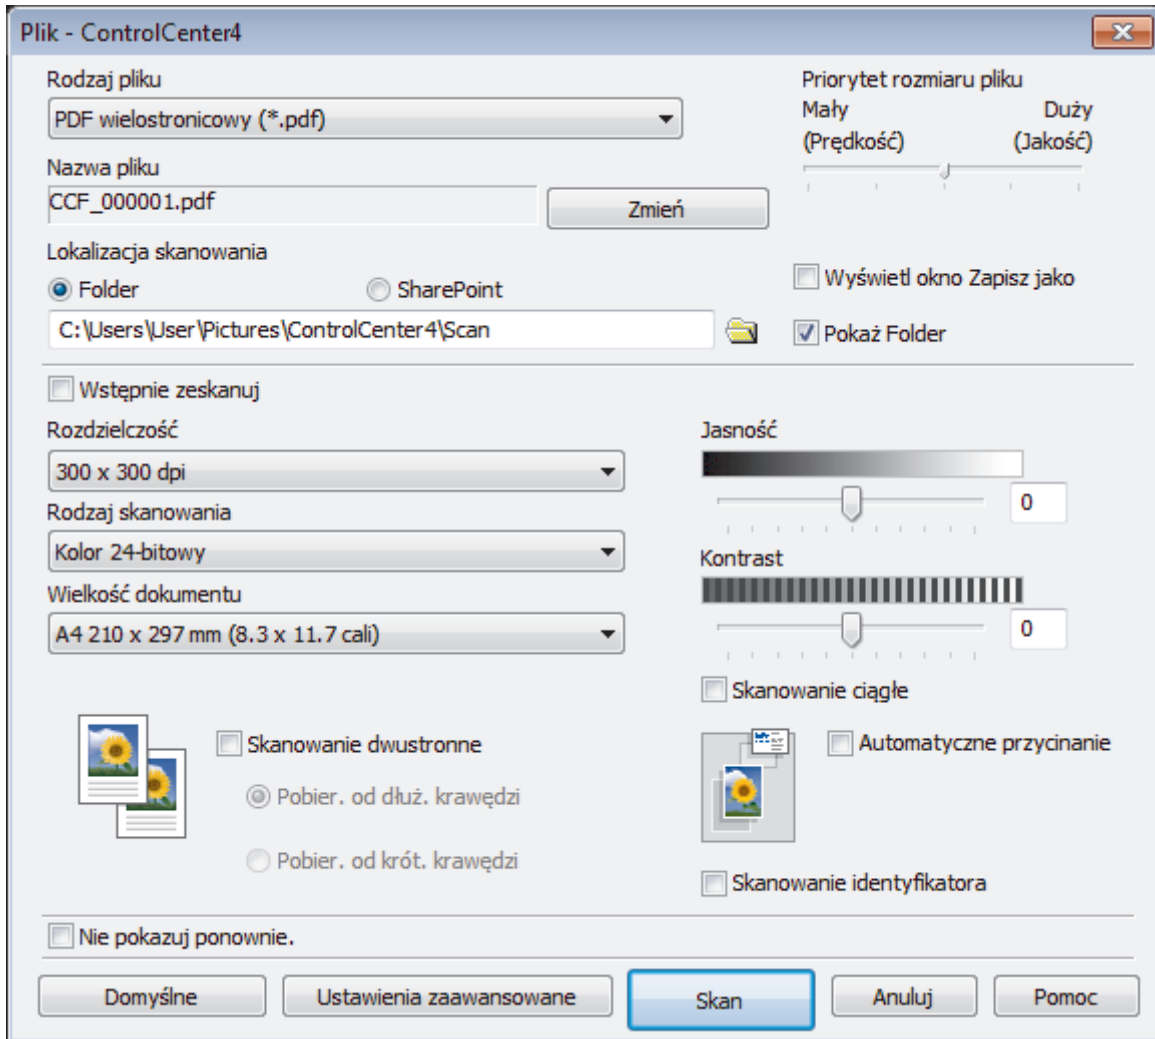 Plik - ControlCenter4
Rodzaj pliku
PDF wielostronicowy (*.pdf)
Priorytet rozmiaru pliku
Mały Duży
(Prędkość) (Jakość)
Nazwa pliku
CCF_000001.pdf
Zmień
Lokalizacja skanowania
Folder
SharePoint
C:\Users\User\Pictures\ControlCenter4\Scan
Wyświetl okno Zapisz jako
Pokaż Folder
Wstępnie zeskanuj
Rozdzielczość
300 x 300 dpi
Rodzaj skanowania
Kolor 24-bitowy
Wielkość dokumentu
A4 210 x 297 mm (8.3 x 11.7 cali)
Jasność
0
Kontrast
0
Skanowanie ciągłe
Skanowanie dwustronne
Pobier. od dłuż. krawędzi
Pobier. od krót. krawędzi
Automatyczne przycinanie
Skanowanie identyfikatora
Nie pokazuj ponownie.
Domyślne
Ustawienia zaawansowane
Skan
Anuluj
Pomoc